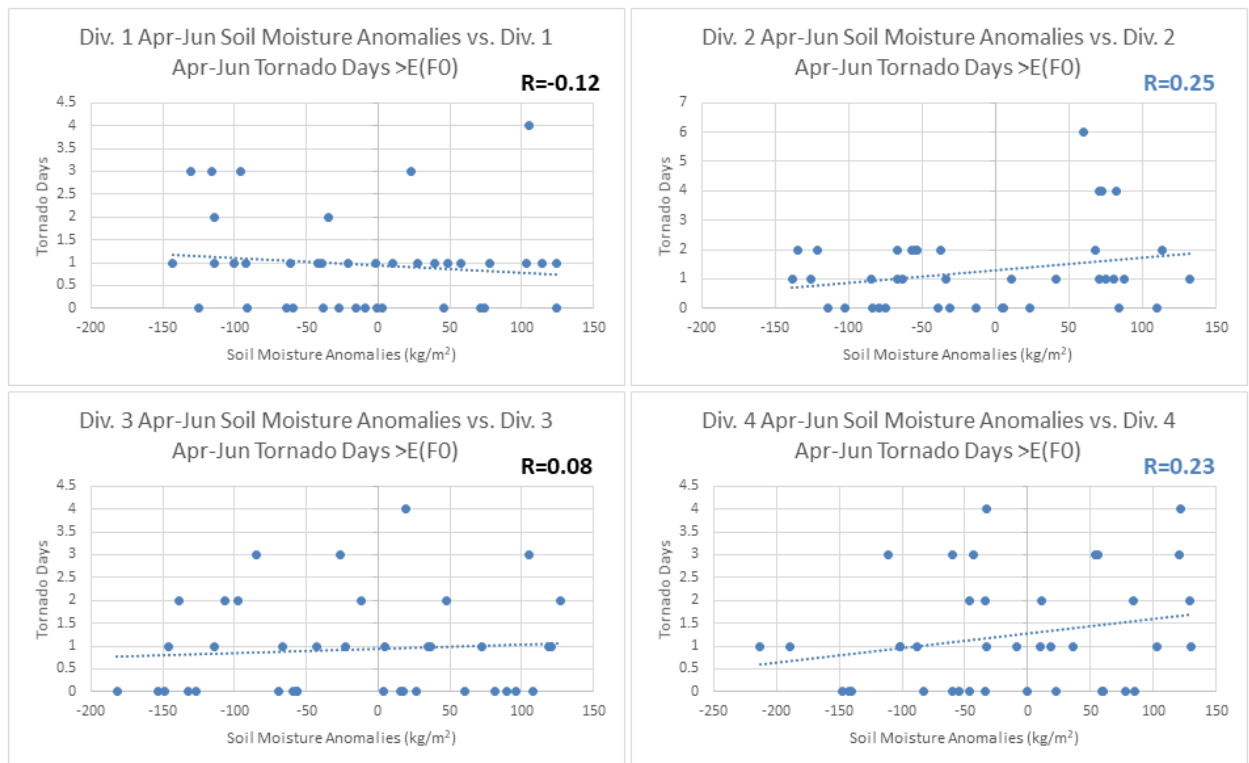 Div. 1 Apr-Jun Soil Moisture Anomalies vs. Div. 1
Apr-Jun Tornado Days >E(F0)
R=-0.12
4.5
4
3.5
3
2.5
2
1.5
1
0.5
0
Tornado Days
-200 -150 -100 -50 0 50 100 150
Soil Moisture Anomalies (kg/m²)
Div. 2 Apr-Jun Soil Moisture Anomalies vs. Div. 2
Apr-Jun Tornado Days >E(F0)
R=0.25
7
6
5
4
3
2
1
0
Tornado Days
-200 -150 -100 -50 0 50 100 150
Soil Moisture Anomalies (kg/m²)
Div. 3 Apr-Jun Soil Moisture Anomalies vs. Div. 3
Apr-Jun Tornado Days >E(F0)
R=0.08
4.5
4
3.5
3
2.5
2
1.5
1
0.5
0
Tornado Days
-200 -150 -100 -50 0 50 100 150
Soil Moisture Anomalies (kg/m²)
Div. 4 Apr-Jun Soil Moisture Anomalies vs. Div. 4
Apr-Jun Tornado Days >E(F0)
R=0.23
4.5
4
3.5
3
2.5
2
1.5
1
0.5
0
Tornado Days
-250 -200 -150 -100 -50 0 50 100 150
Soil Moisture Anomalies (kg/m²)